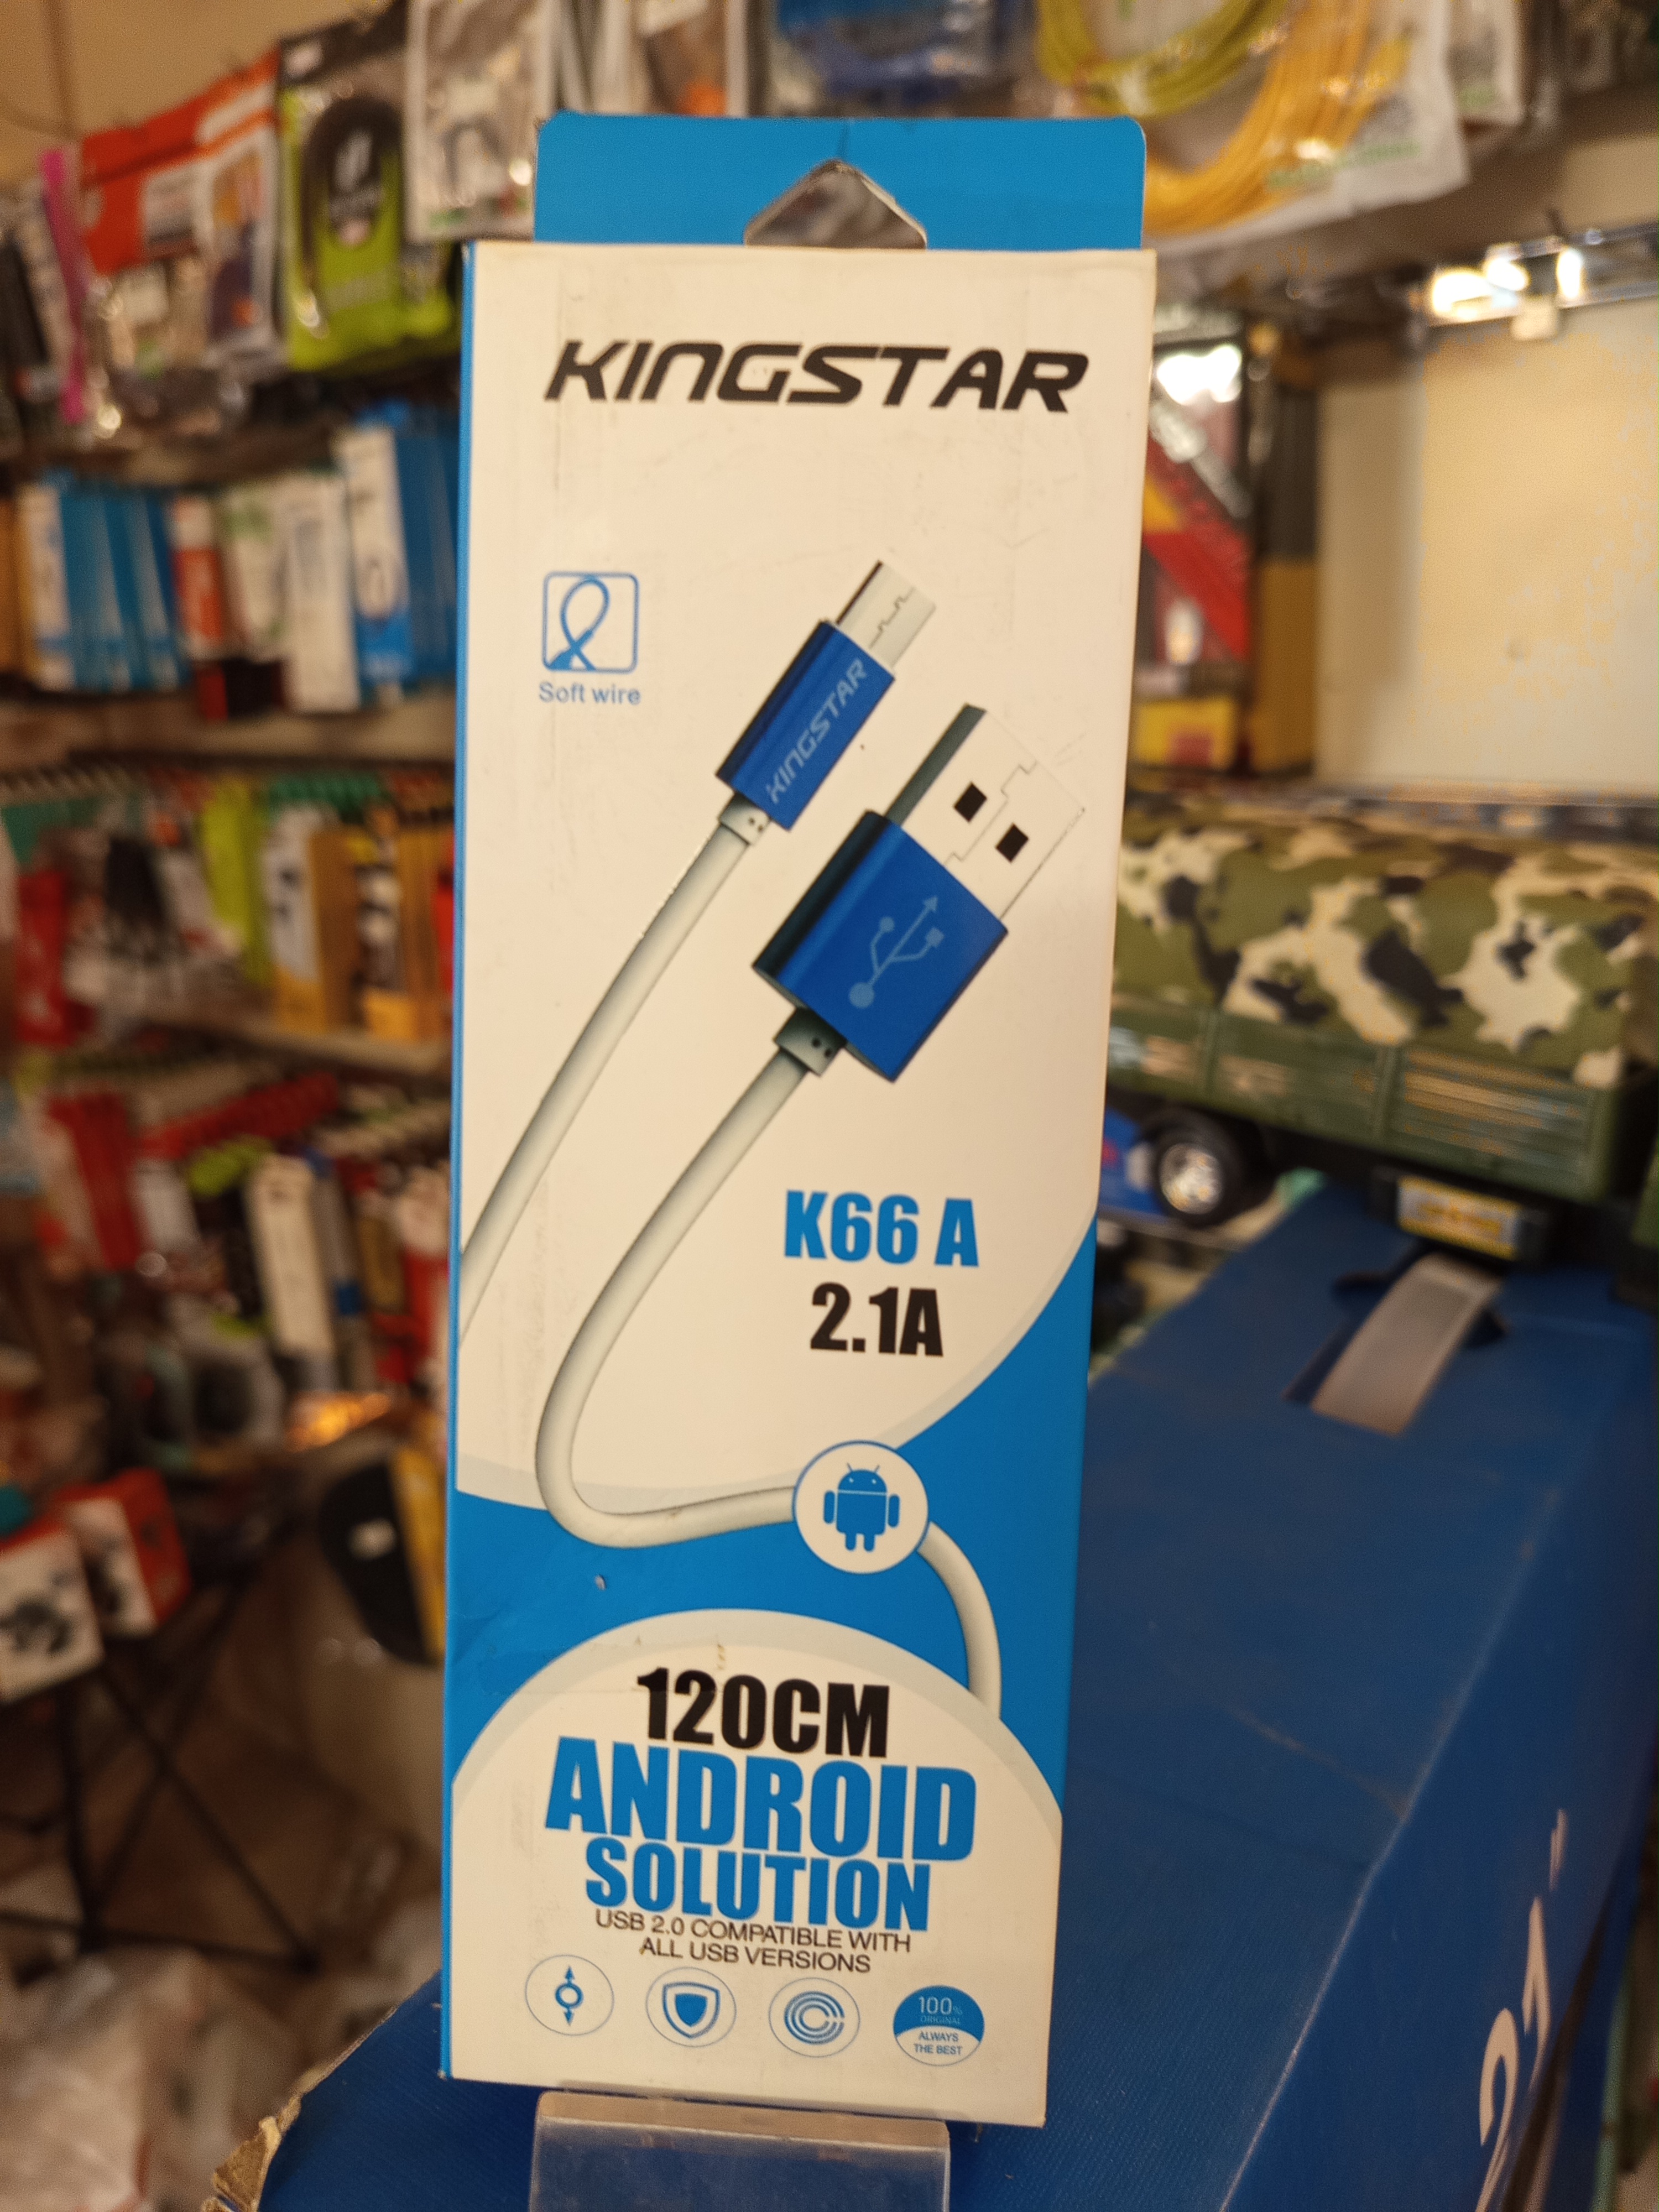 KINGSTAR
Soft wire
KINGSTAR
K66 A
2.1A
120CM
ANDROID
SOLUTION
USB 2.0 COMPATIBLE WITH
ALL USB VERSIONS
100%
ORIGINAL
ALWAYS
THE BEST